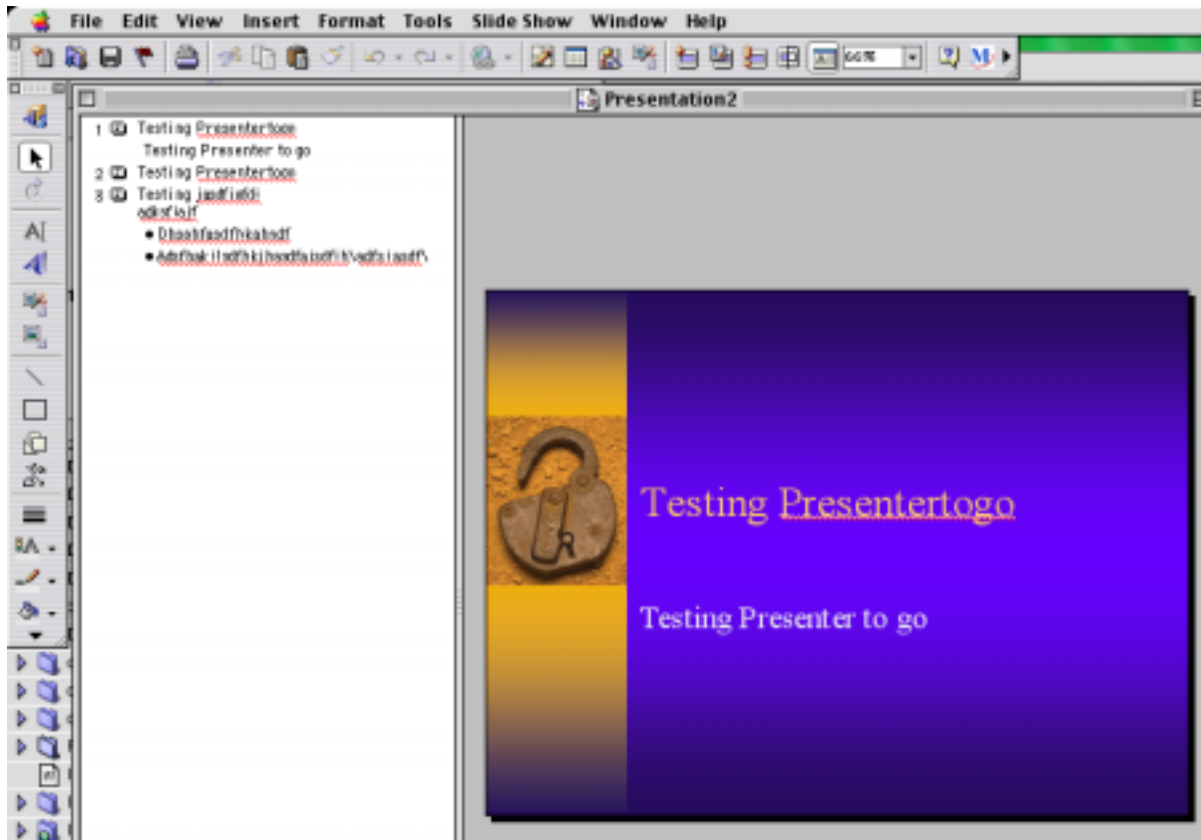 File Edit View Insert Format Tools Slide Show Window Help
66%
Presentation2
1 Testing Presentertogo
Testing Presenter to go
2 Testing Presentertogo
3 Testing
Testing Presentertogo
Testing Presenter to go